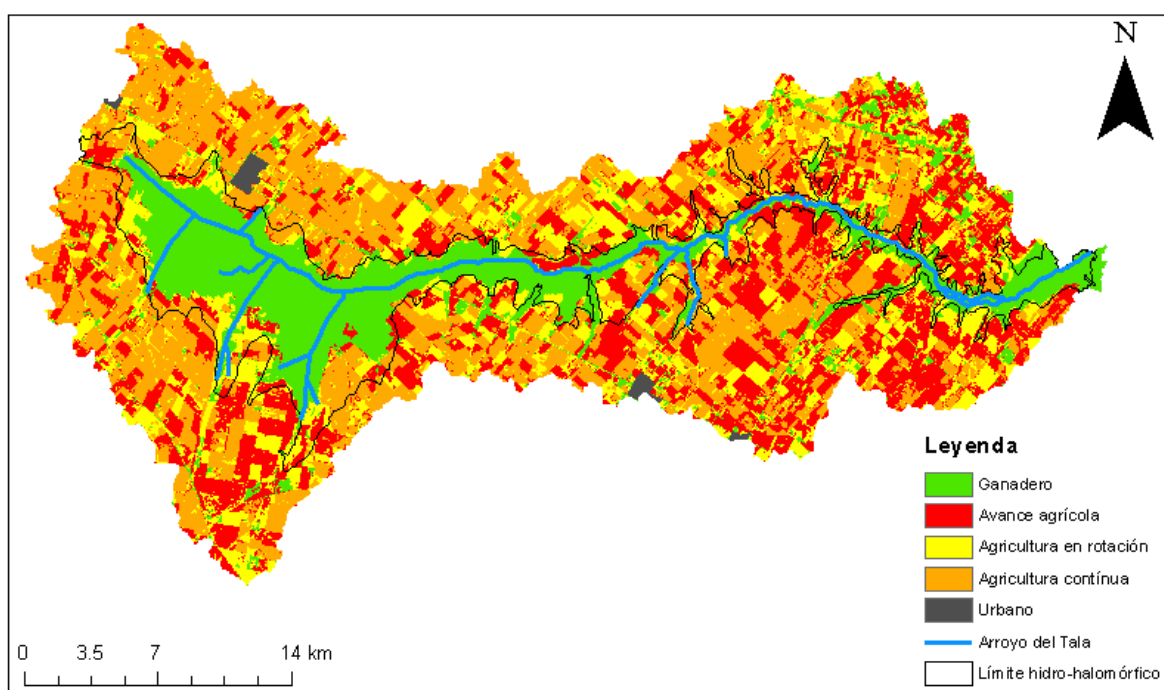 N
Leyenda
Ganadero
Avance agrícola
Agricultura en rotación
Agricultura contínua
Urbano
Arroyo del Tala
Límite hidro-halomórfico
0 3.5 7 14 km